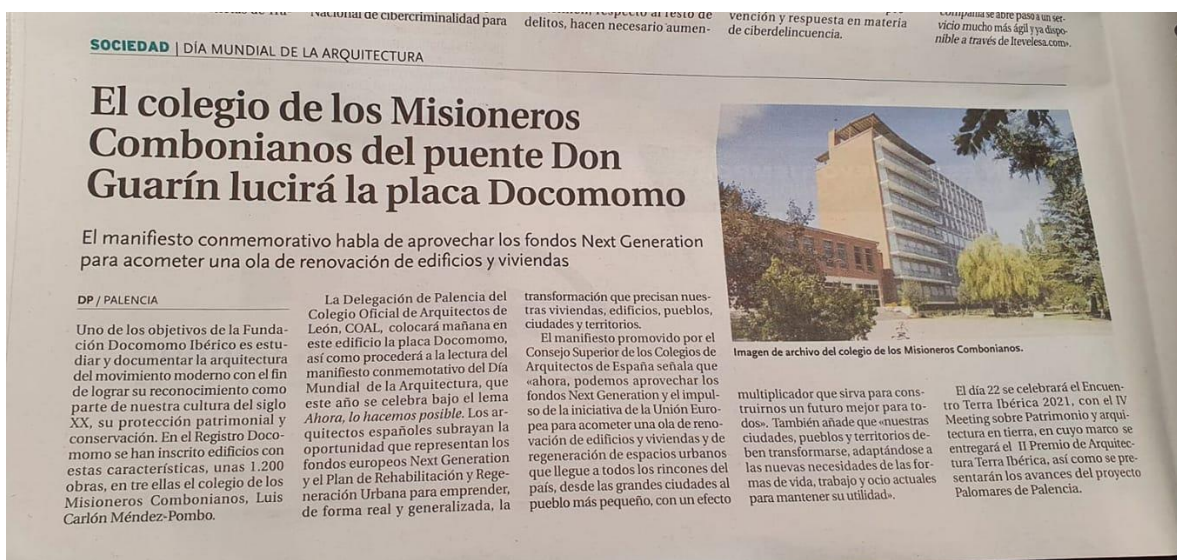 Nacional de cibercriminalidad para
delitos, hacen necesario aumen-
vención y respuesta en materia
de ciberdelincuencia.
compañía se abre paso a un ser-
vicio mucho más ágil y ya dispo-
nible a través de Itevelesa.com».
SOCIEDAD | DÍA MUNDIAL DE LA ARQUITECTURA
El colegio de los Misioneros
Combonianos del puente Don
Guarín lucirá la placa Docomomo
El manifiesto conmemorativo habla de aprovechar los fondos Next Generation
para acometer una ola de renovación de edificios y viviendas
DP / PALENCIA
Uno de los objetivos de la Funda-
ción Docomomo Ibérico es estu-
diar y documentar la arquitectura
del movimiento moderno con el fin
de lograr su reconocimiento como
parte de nuestra cultura del siglo
XX, su protección patrimonial y
conservación. En el Registro Doco-
momo se han inscrito edificios con
estas características, unas 1.200
obras, en tre ellas el colegio de los
Misioneros Combonianos, Luis
Carlón Méndez-Pombo.
La Delegación de Palencia del
Colegio Oficial de Arquitectos de
León, COAL, colocará mañana en
este edificio la placa Docomomo,
así como procederá a la lectura del
manifiesto conmemotativo del Día
Mundial de la Arquitectura, que
este año se celebra bajo el lema
Ahora, lo hacemos posible. Los ar-
quitectos españoles subrayan la
oportunidad que representan los
fondos europeos Next Generation
y el Plan de Rehabilitación y Rege-
neración Urbana para emprender,
de forma real y generalizada, la
transformación que precisan nues-
tras viviendas, edificios, pueblos,
ciudades y territorios.
El manifiesto promovido por el
Consejo Superior de los Colegios de
Arquitectos de España señala que
«ahora, podemos aprovechar los
fondos Next Generation y el impul-
so de la iniciativa de la Unión Euro-
pea para acometer una ola de reno-
vación de edificios y viviendas y de
regeneración de espacios urbanos
que llegue a todos los rincones del
país, desde las grandes ciudades al
pueblo más pequeño, con un efecto
Imagen de archivo del colegio de los Misioneros Combonianos.
multiplicador que sirva para cons-
truirnos un futuro mejor para to-
dos». También añade que «nuestras
ciudades, pueblos y territorios de-
ben transformarse, adaptándose a
las nuevas necesidades de las for-
mas de vida, trabajo y ocio actuales
para mantener su utilidad».
El día 22 se celebrará el Encuen-
tro Terra Ibérica 2021, con el IV
Meeting sobre Patrimonio y arqui-
tectura en tierra, en cuyo marco se
entregará el II Premio de Arquitec-
tura Terra Ibérica, así como se pre-
sentarán los avances del proyecto
Palomares de Palencia.